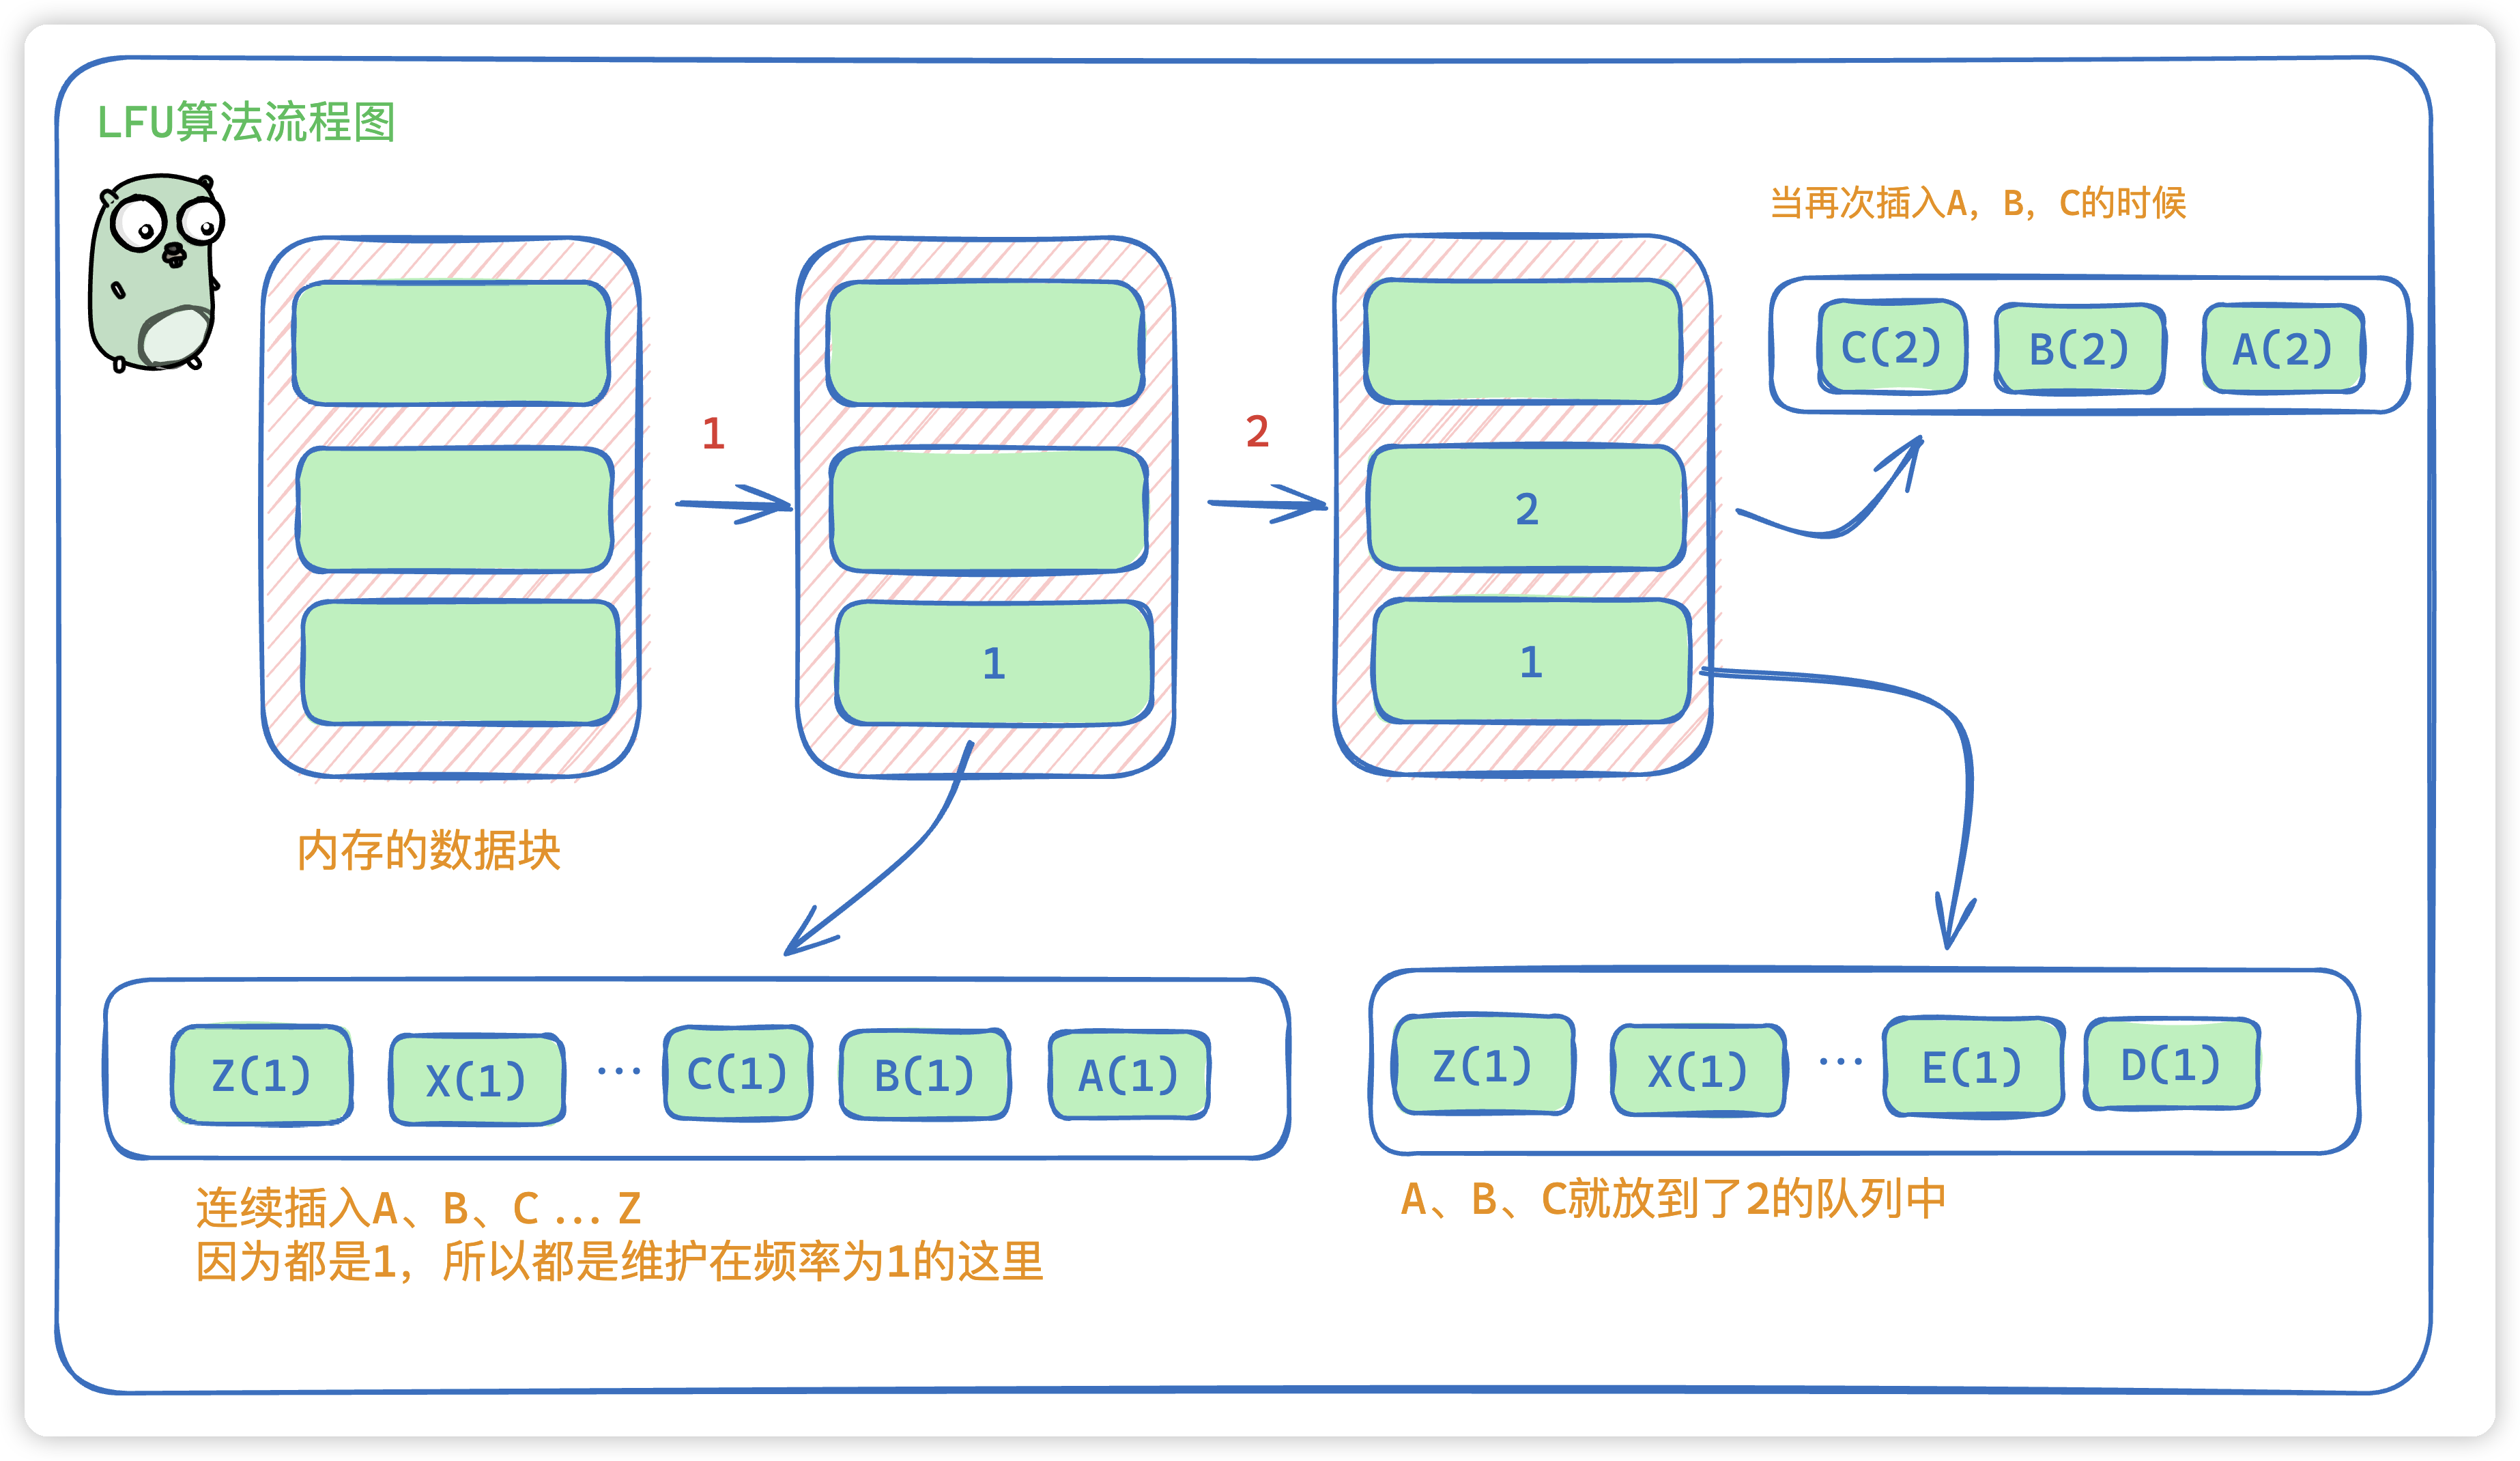 LFU算法流程图
当再次插入A，B，C的时候
C(2) B(2) A(2)
1
2
2
1
1
内存的数据块
Z(1) X(1) ... C(1) B(1) A(1)
Z(1) X(1) ... E(1) D(1)
连续插入A、B、C ... Z
因为都是1，所以都是维护在频率为1的这里
A、B、C就放到了2的队列中